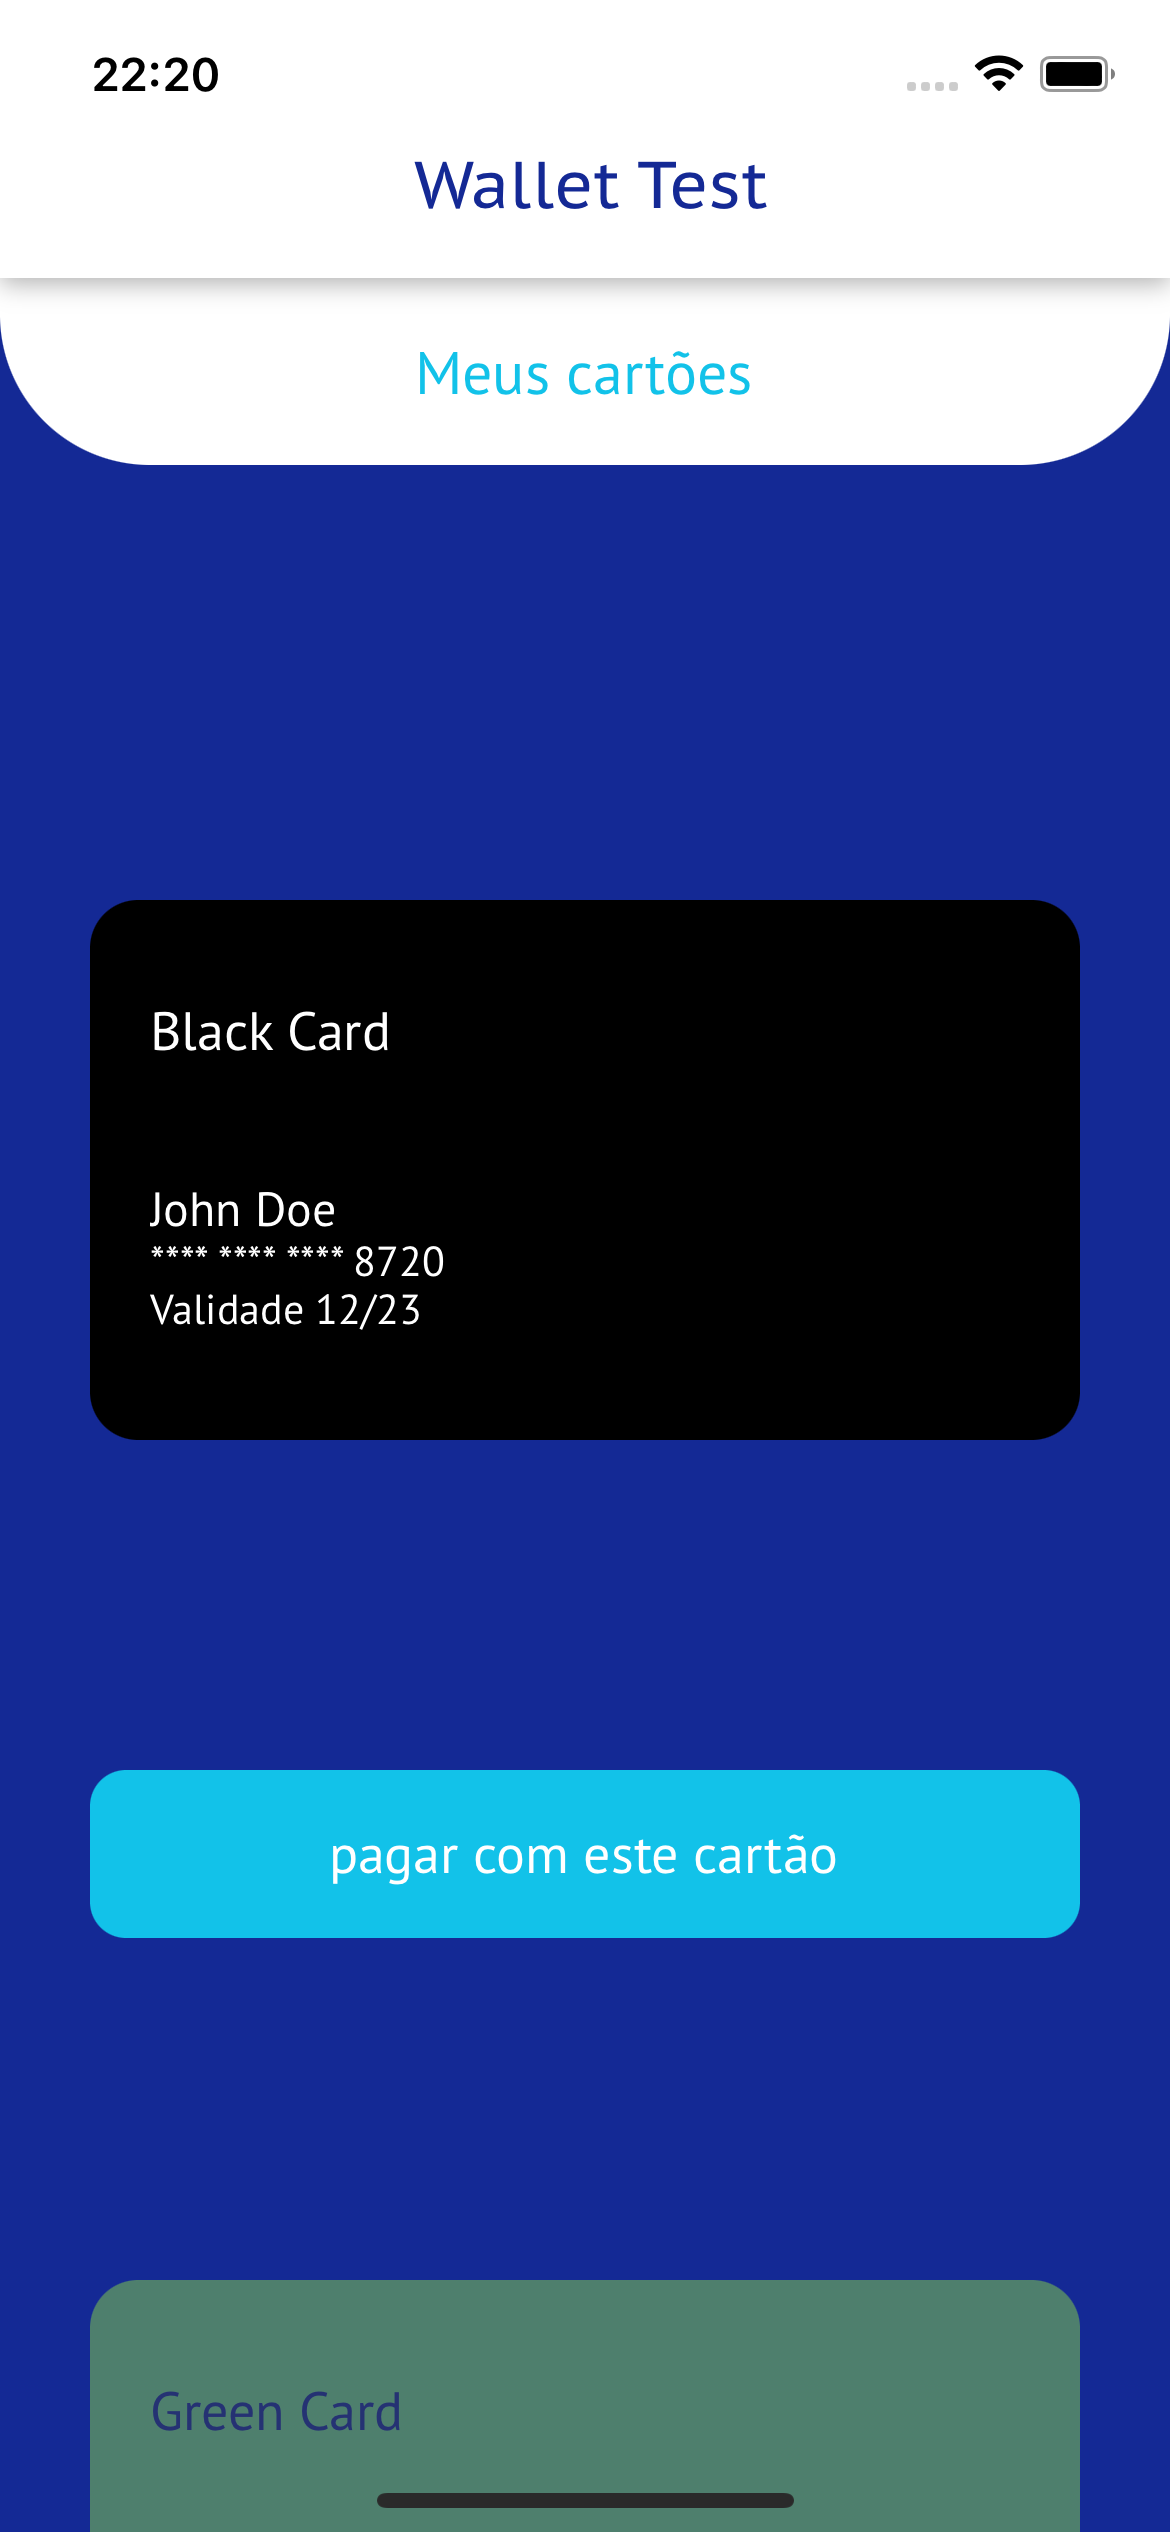 22:20
Wallet Test
Meus cartões
Black Card
John Doe
**** **** **** 8720
Validade 12/23
pagar com este cartão
Green Card